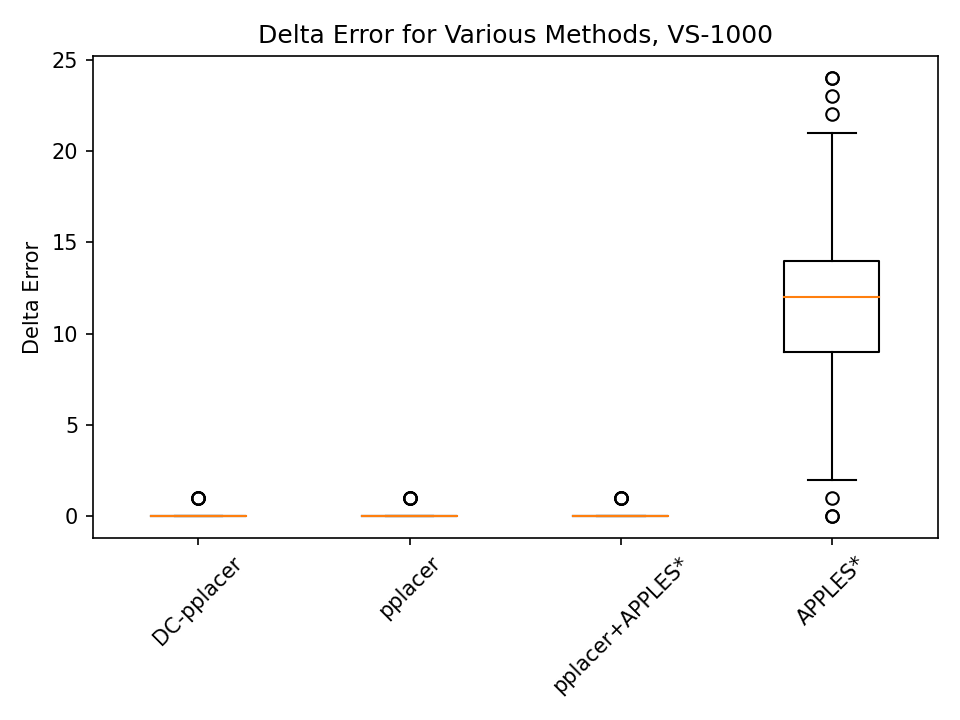 Delta Error for Various Methods, VS-1000
25
20
15
10
5
0
Delta Error
DC-pplacer
pplacer
pplacer+APPLES*
APPLES*